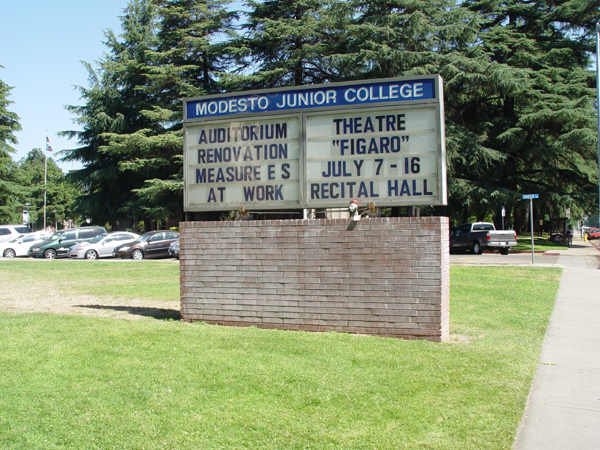 MODESTO JUNIOR COLLEGE
AUDITORIUM
RENOVATION
MEASURE E S
AT WORK
THEATRE
"FIGARO"
JULY 7-16
RECITAL HALL